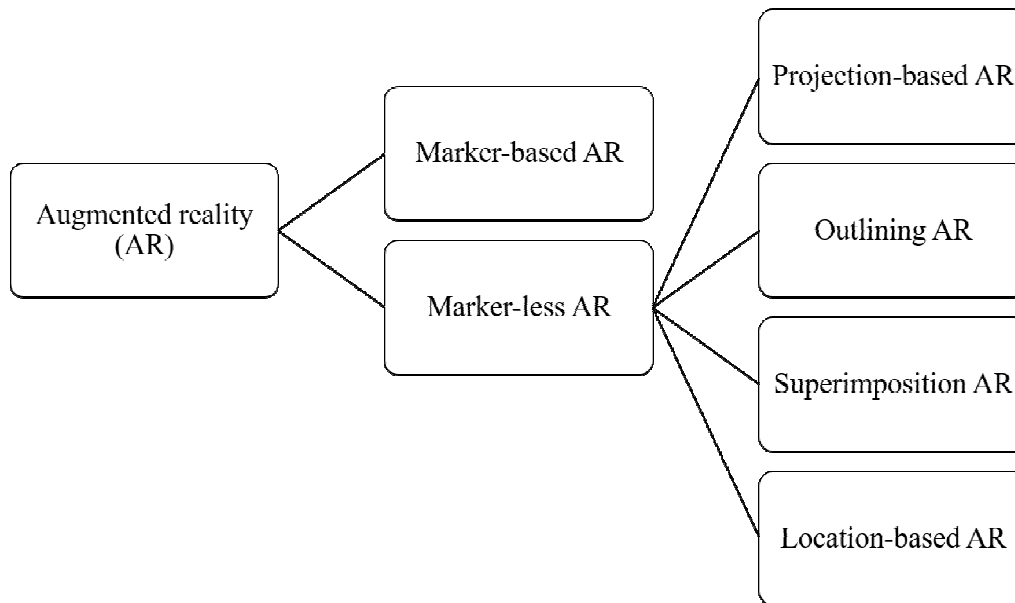 Augmented reality
(AR)
Marker-based AR
Marker-less AR
Projection-based AR
Outlining AR
Superimposition AR
Location-based AR